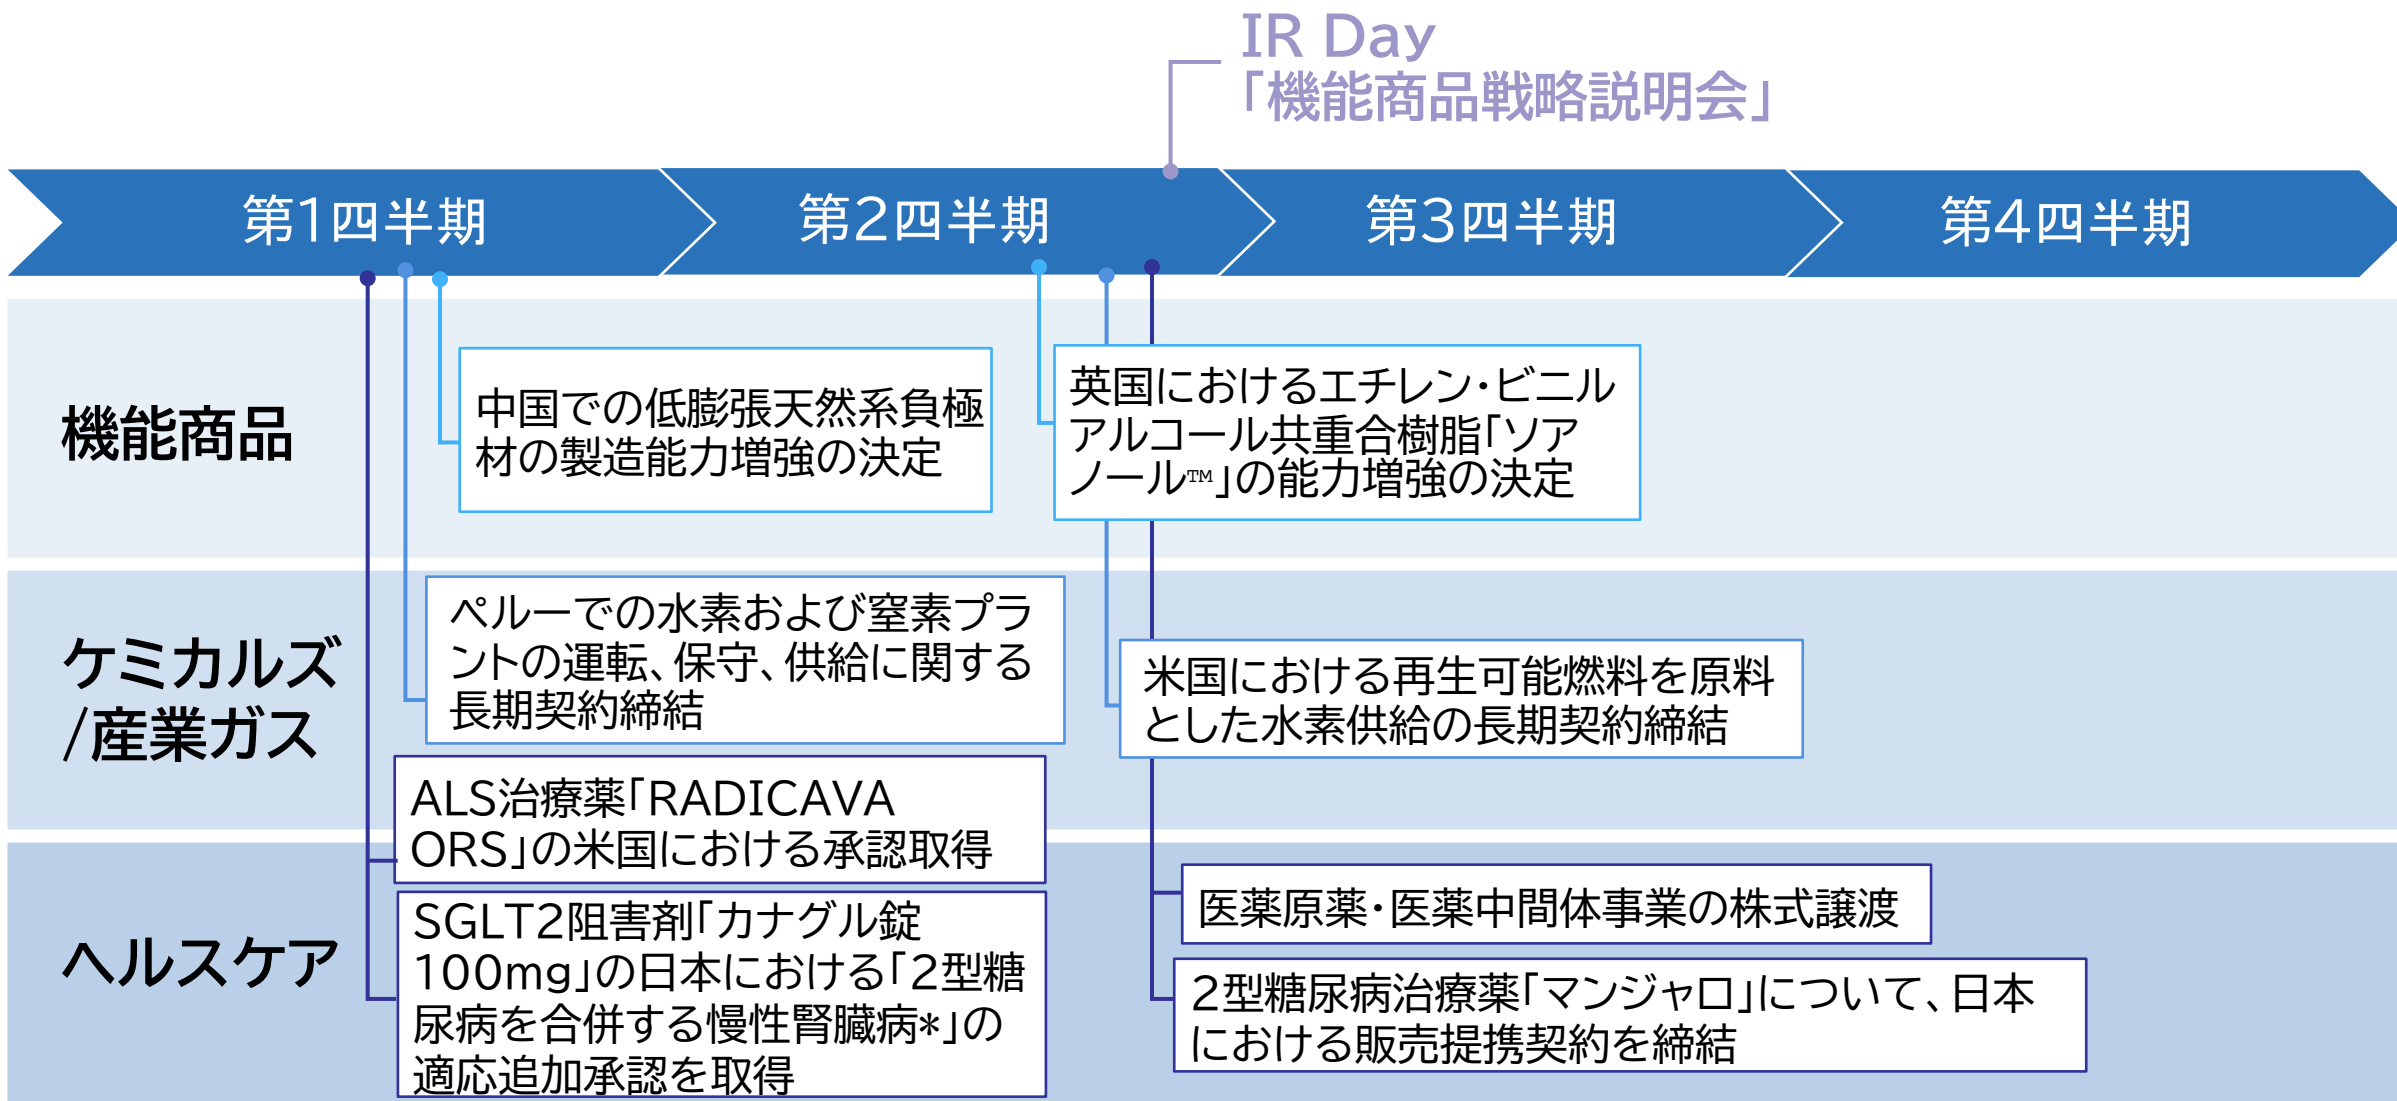 IR Day
「機能商品戦略説明会」
第1四半期
第2四半期
第3四半期
第4四半期
機能商品
中国での低膨張天然系負極
材の製造能力増強の決定
英国におけるエチレン・ビニル
アルコール共重合樹脂「ソア
ノール™」の能力増強の決定
ケミカルズ
/産業ガス
ペルーでの水素および窒素プラ
ントの運転、保守、供給に関する
長期契約締結
米国における再生可能燃料を原料
とした水素供給の長期契約締結
ヘルスケア
ALS治療薬「RADICAVA
ORS」の米国における承認取得
SGLT2阻害剤「カナグル錠
100mg」の日本における「2型糖
尿病を合併する慢性腎臓病*」の
適応追加承認を取得
医薬原薬・医薬中間体事業の株式譲渡
2型糖尿病治療薬「マンジャロ」について、日本
における販売提携契約を締結